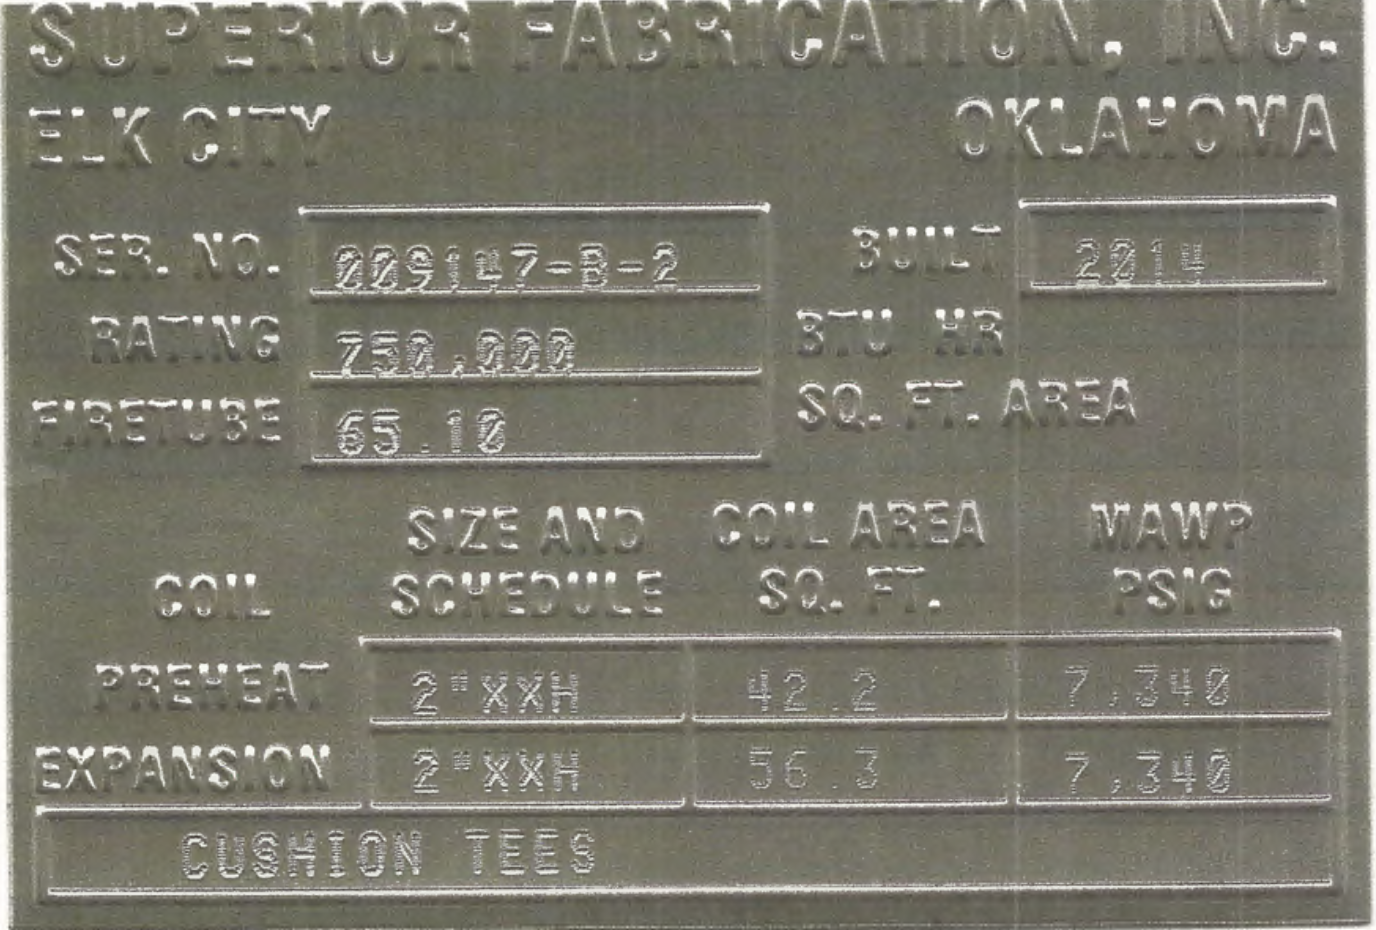 SUPERIOR FABRICATION, INC.
ELK CITY OKLAHOMA
SER. NO. 009147-B-2 BUILT 2014
RATING 750,000 BTU HR
FIRETUBE 65.10 SQ. FT. AREA
SIZE AND COIL AREA MAWP
COIL SCHEDULE SQ. FT. PSIG
PREHEAT 2"XXH 42.2 7,340
EXPANSION 2"XXH 56.3 7,340
CUSHION TEES